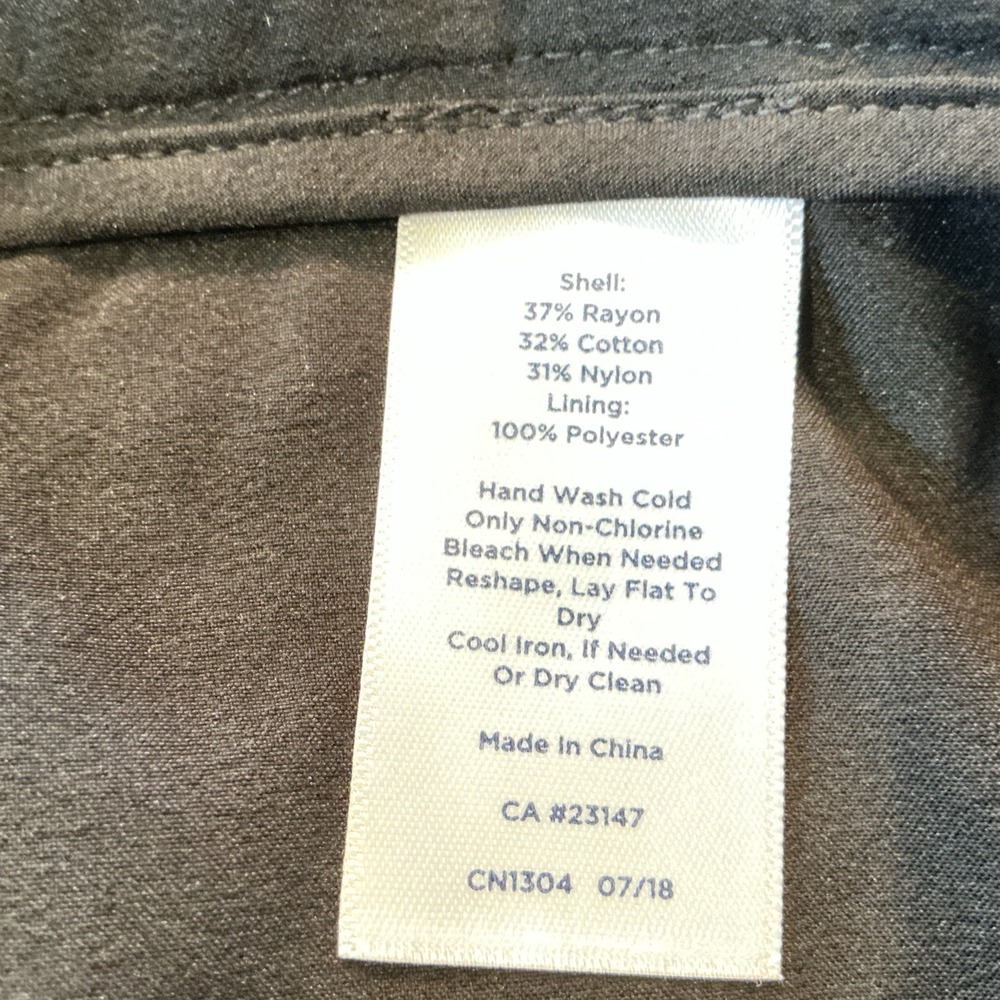 Shell:
37% Rayon
32% Cotton
31% Nylon
Lining:
100% Polyester
Hand Wash Cold
Only Non-Chlorine
Bleach When Needed
Reshape, Lay Flat To
Dry
Cool Iron, If Needed
Or Dry Clean
Made In China
CA #23147
CN1304 07/18